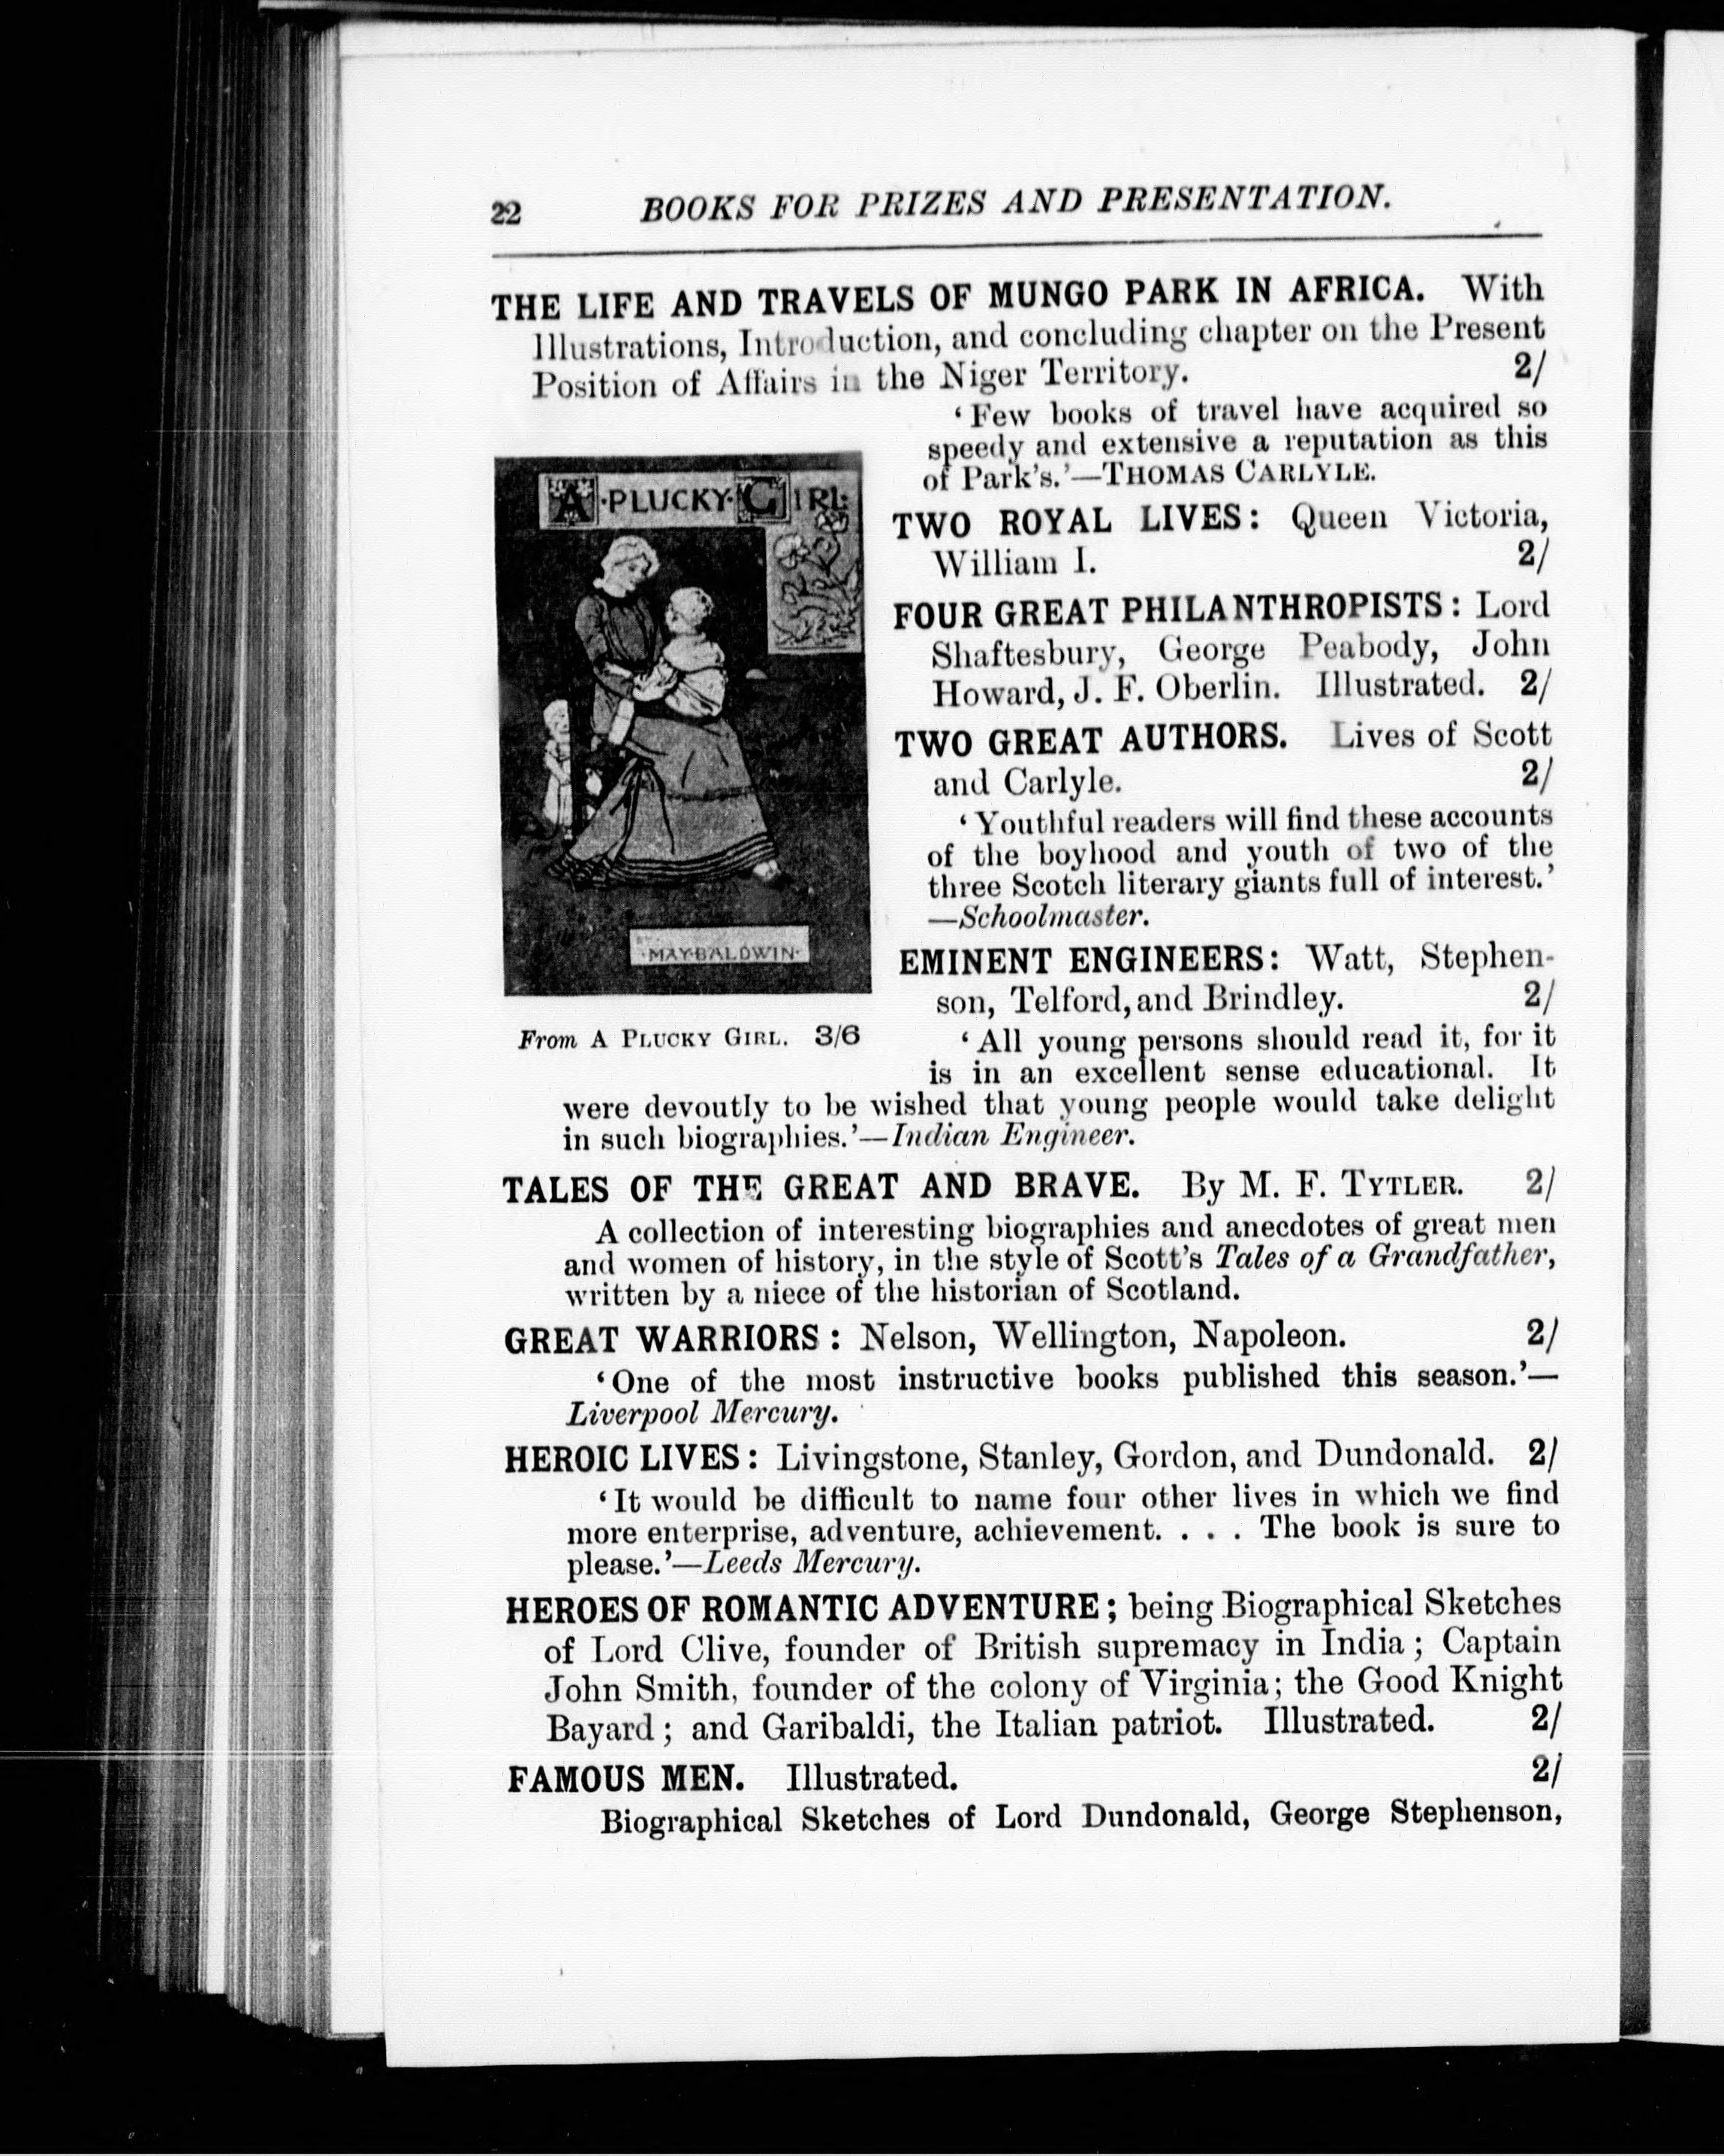 22 BOOKS FOR PRIZES AND PRESENTATION.
THE LIFE AND TRAVELS OF MUNGO PARK IN AFRICA. With
Illustrations, Introduction, and concluding chapter on the Present
Position of Affairs in the Niger Territory. 2/
‘Few books of travel have acquired so
speedy and extensive a reputation as this
of Park’s.’—THOMAS CARLYLE.
A·PLUCKY·GIRL·
·MAY·BALDWIN·
From A PLUCKY GIRL. 3/6
TWO ROYAL LIVES: Queen Victoria,
William I. 2/
FOUR GREAT PHILANTHROPISTS: Lord
Shaftesbury, George Peabody, John
Howard, J. F. Oberlin. Illustrated. 2/
TWO GREAT AUTHORS. Lives of Scott
and Carlyle. 2/
‘Youthful readers will find these accounts
of the boyhood and youth of two of the
three Scotch literary giants full of interest.’
—Schoolmaster.
EMINENT ENGINEERS: Watt, Stephen-
son, Telford, and Brindley. 2/
‘All young persons should read it, for it
is in an excellent sense educational. It
were devoutly to be wished that young people would take delight
in such biographies.’—Indian Engineer.
TALES OF THE GREAT AND BRAVE. By M. F. TYTLER. 2/
A collection of interesting biographies and anecdotes of great men
and women of history, in the style of Scott’s Tales of a Grandfather,
written by a niece of the historian of Scotland.
GREAT WARRIORS: Nelson, Wellington, Napoleon. 2/
‘One of the most instructive books published this season.’—
Liverpool Mercury.
HEROIC LIVES: Livingstone, Stanley, Gordon, and Dundonald. 2/
‘It would be difficult to name four other lives in which we find
more enterprise, adventure, achievement. . . . The book is sure to
please.’—Leeds Mercury.
HEROES OF ROMANTIC ADVENTURE; being Biographical Sketches
of Lord Clive, founder of British supremacy in India; Captain
John Smith, founder of the colony of Virginia; the Good Knight
Bayard; and Garibaldi, the Italian patriot. Illustrated. 2/
FAMOUS MEN. Illustrated. 2/
Biographical Sketches of Lord Dundonald, George Stephenson,